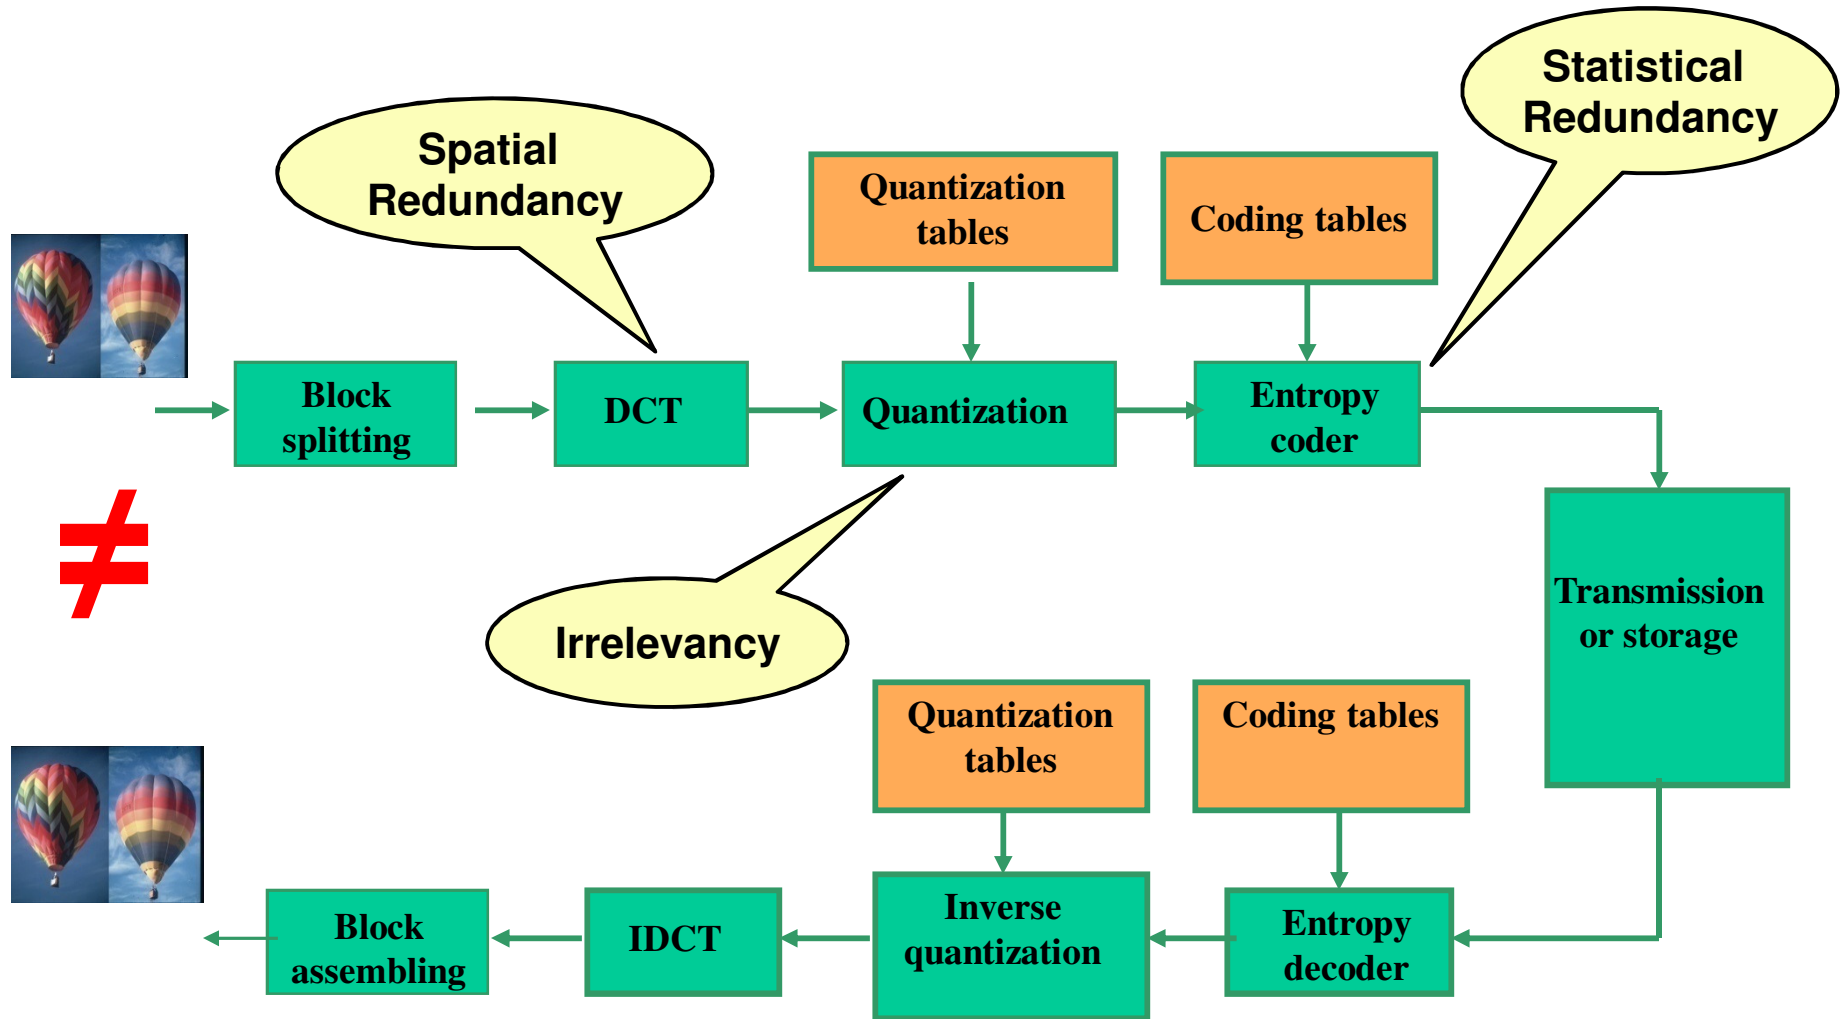 Statistical
Redundancy
Spatial
Redundancy
Quantization
tables
Coding tables
Block
splitting
DCT
Quantization
Entropy
coder
≠
Transmission
or storage
Irrelevancy
Quantization
tables
Coding tables
Block
assembling
IDCT
Inverse
quantization
Entropy
decoder